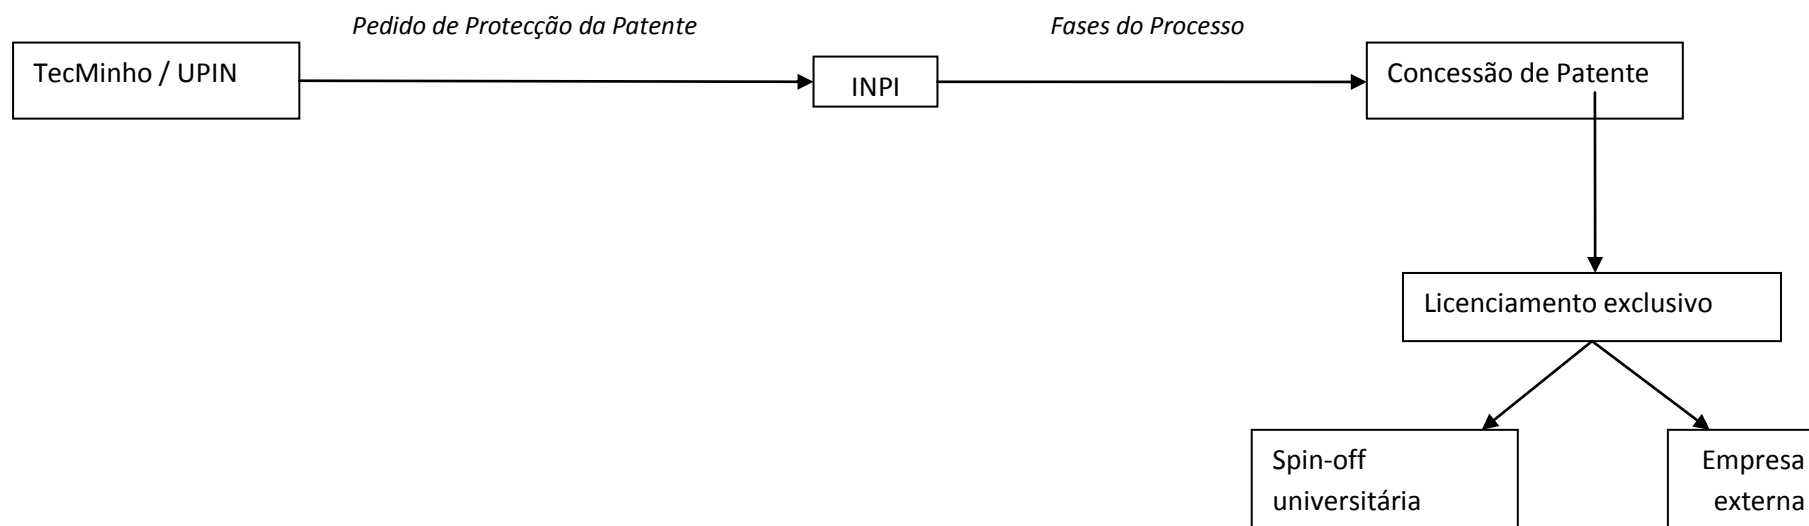 Pedido de Protecção da Patente
Fases do Processo
TecMinho / UPIN
INPI
Concessão de Patente
Licenciamento exclusivo
Spin-off
universitária
Empresa
externa